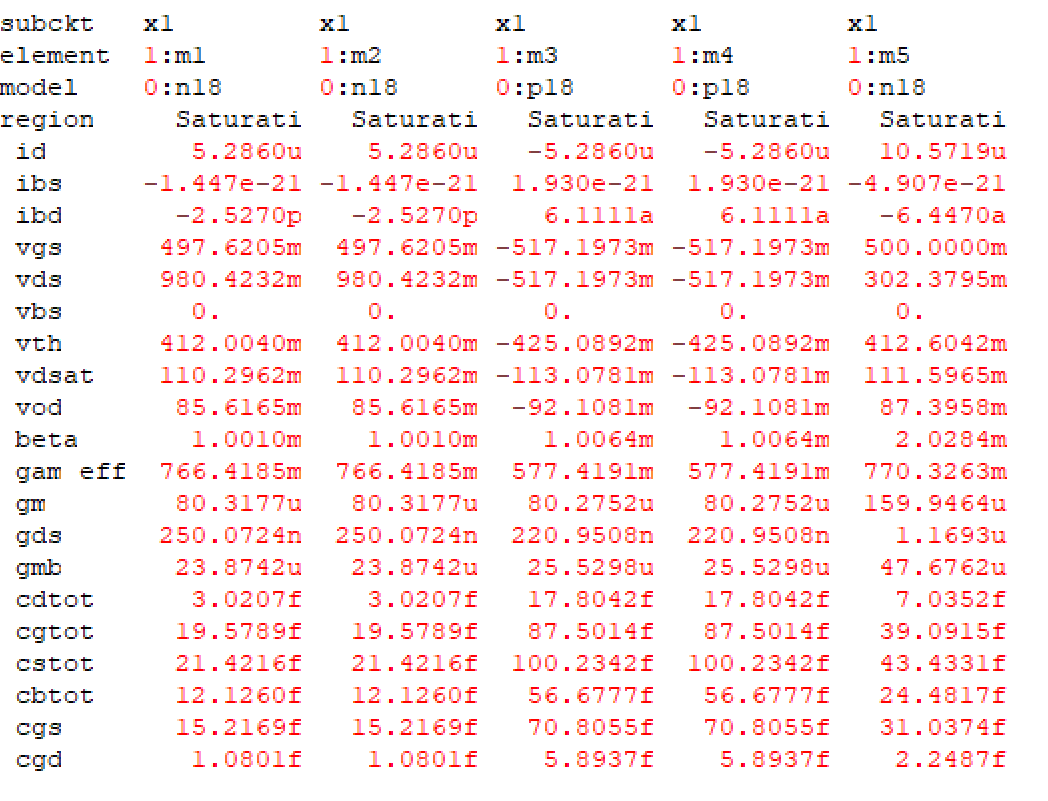 subckt xl xl xl xl xl
element 1:m1 1:m2 1:m3 1:m4 1:m5
model 0:n18 0:n18 0:p18 0:p18 0:n18
region Saturati Saturati Saturati Saturati Saturati
id 5.2860u 5.2860u -5.2860u -5.2860u 10.5719u
ibs -1.447e-21 -1.447e-21 1.930e-21 1.930e-21 -4.907e-21
ibd -2.5270p -2.5270p 6.1111a 6.1111a -6.4470a
vgs 497.6205m 497.6205m -517.1973m -517.1973m 500.0000m
vds 980.4232m 980.4232m -517.1973m -517.1973m 302.3795m
vbs 0. 0. 0. 0. 0.
vth 412.0040m 412.0040m -425.0892m -425.0892m 412.6042m
vdsat 110.2962m 110.2962m -113.0781m -113.0781m 111.5965m
vod 85.6165m 85.6165m -92.1081m -92.1081m 87.3958m
beta 1.0010m 1.0010m 1.0064m 1.0064m 2.0284m
gam eff 766.4185m 766.4185m 577.4191m 577.4191m 770.3263m
gm 80.3177u 80.3177u 80.2752u 80.2752u 159.9464u
gds 250.0724n 250.0724n 220.9508n 220.9508n 1.1693u
gmb 23.8742u 23.8742u 25.5298u 25.5298u 47.6762u
cdtot 3.0207f 3.0207f 17.8042f 17.8042f 7.0352f
cgtot 19.5789f 19.5789f 87.5014f 87.5014f 39.0915f
cstot 21.4216f 21.4216f 100.2342f 100.2342f 43.4331f
cbtot 12.1260f 12.1260f 56.6777f 56.6777f 24.4817f
cgs 15.2169f 15.2169f 70.8055f 70.8055f 31.0374f
cgd 1.0801f 1.0801f 5.8937f 5.8937f 2.2487f